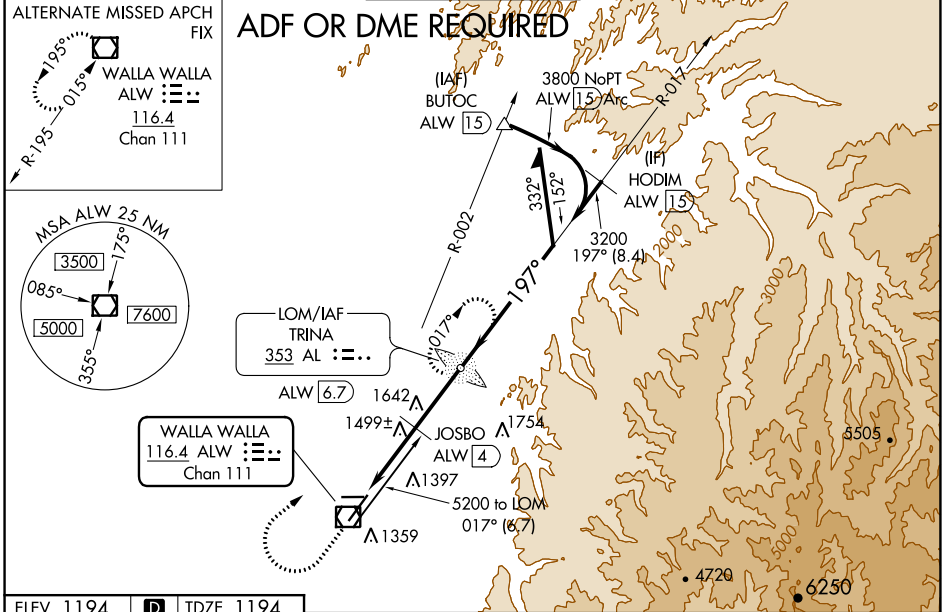 ALTERNATE MISSED APCH
FIX
195°
015°
WALLA WALLA
ALW
116.4
Chan 111
R-195
ADF OR DME REQUIRED
(IAF)
BUTOC
ALW 15
3800 NoPT
ALW 15 Arc
R-017
(IF)
HODIM
ALW 15
332°
152°
3200
197° (8.4)
R-002
197°
2000
3000
MSA ALW 25 NM
175°
3500
085°
5000
7600
355°
LOM/IAF
TRINA
353 AL
ALW 6.7
017°
1642
1499±
JOSBO
ALW 4
1754
5505
WALLA WALLA
116.4 ALW
Chan 111
1397
5200 to LOM
017° (6.7)
1359
5000
4720
6250
ELEV 1194
D
TDZE 1194